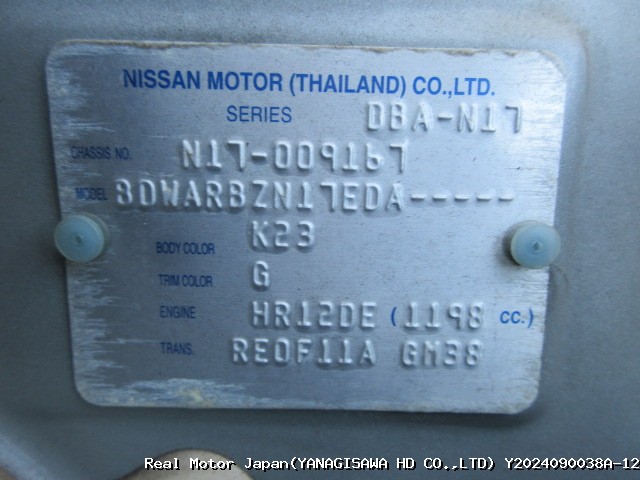 NISSAN MOTOR (THAILAND) CO.,LTD.
SERIES DBA-N17
CHASSIS NO. N17-009167
MODEL BDWARBZN17EDA-----
BODY COLOR K23
TRIM COLOR G
ENGINE HR12DE (1198 CC.)
TRANS. RE0F11A GM38
Real Motor Japan(YANAGISAWA HD CO.,LTD) Y2024090038A-12